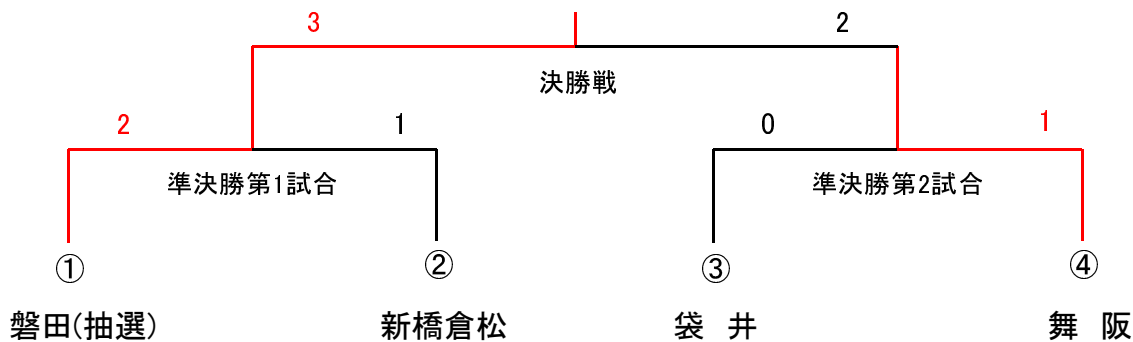 3 2
決勝戦
2 1 0 1
準決勝第1試合 準決勝第2試合
① ② ③ ④
磐田(抽選) 新橋倉松 袋 井 舞 阪